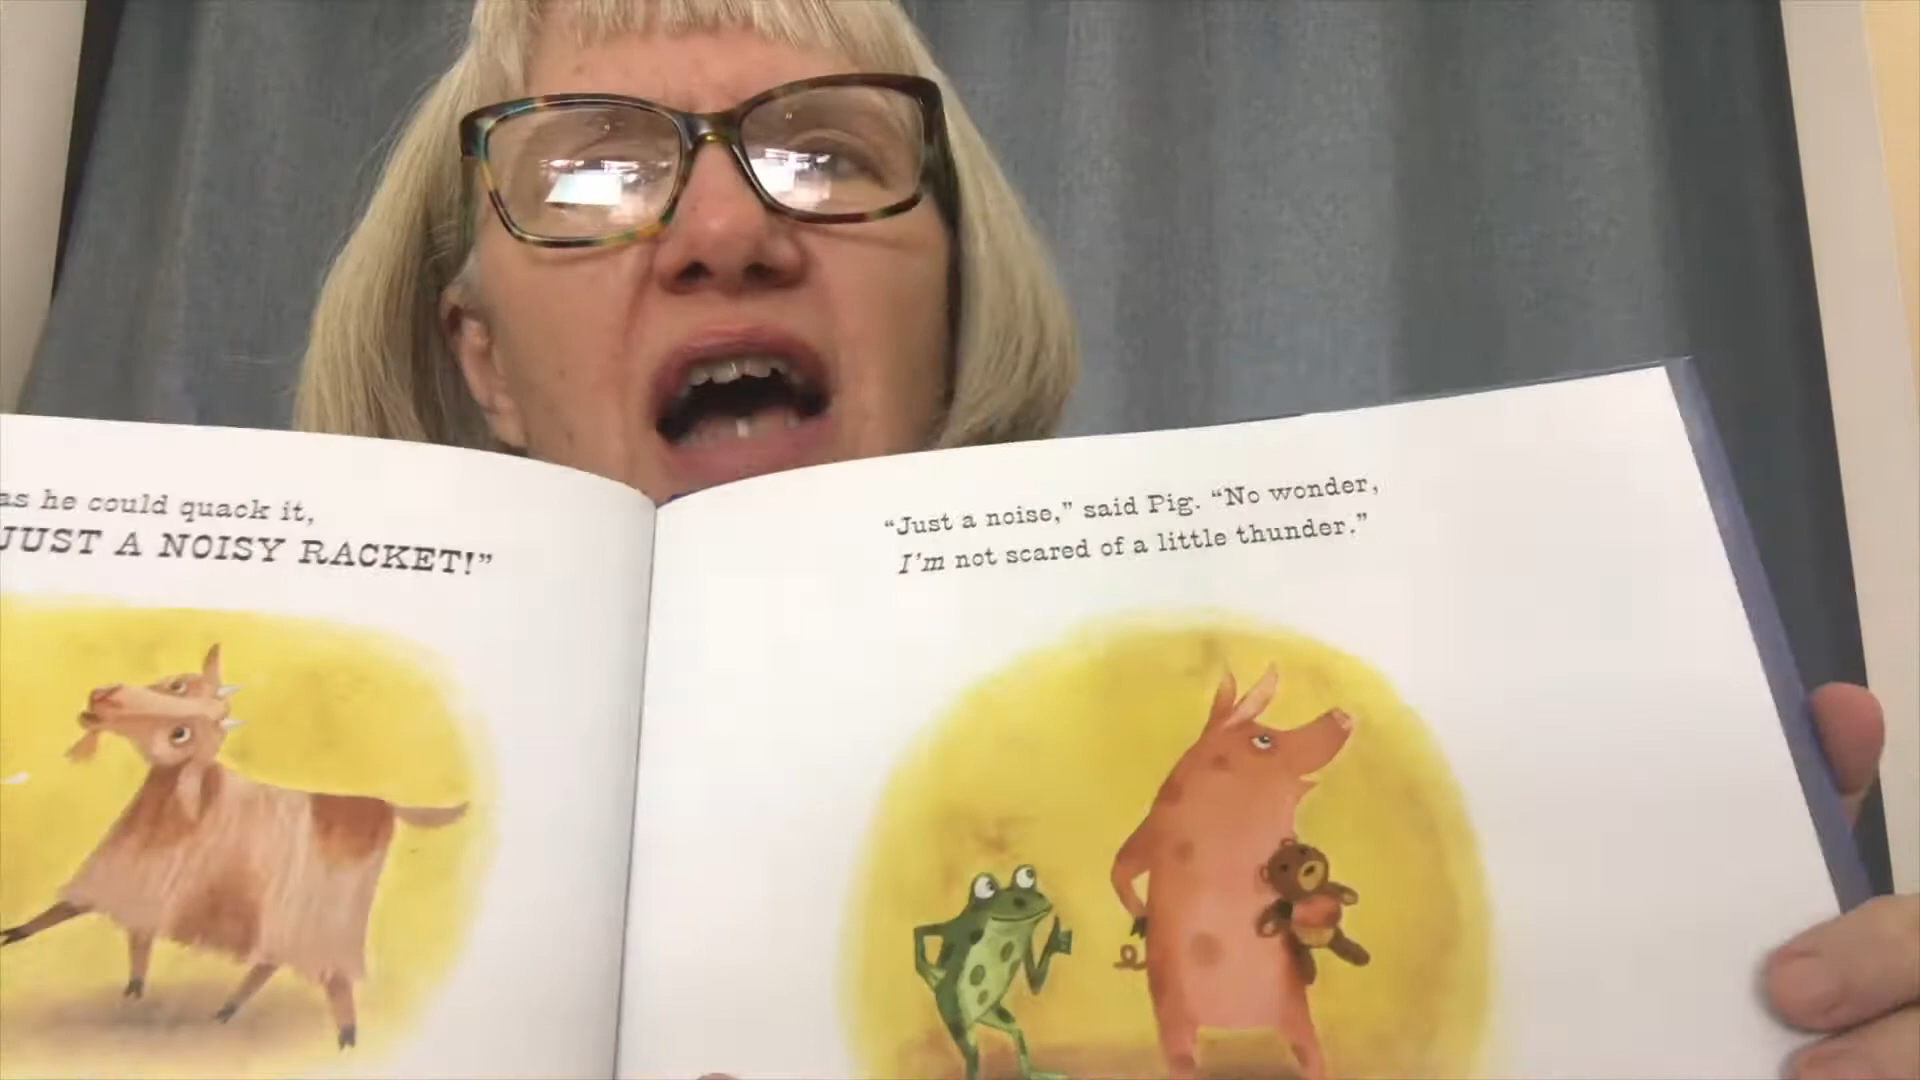 as he could quack it,
JUST A NOISY RACKET!”
“Just a noise,” said Pig. “No wonder,
I’m not scared of a little thunder.”